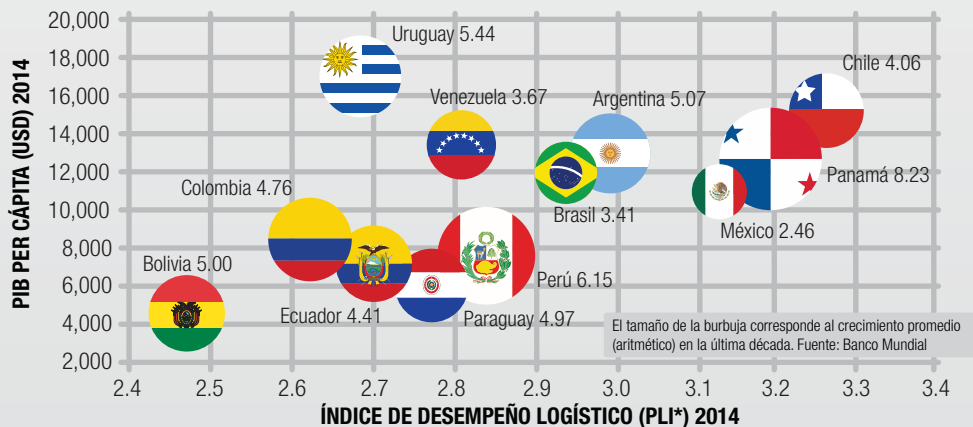 20,000
18,000
16,000
14,000
12,000
10,000
8,000
6,000
4,000
2,000
PIB PER CÁPITA (USD) 2014
Uruguay 5.44
Chile 4.06
Venezuela 3.67
Argentina 5.07
Colombia 4.76
Panamá 8.23
Brasil 3.41
México 2.46
Bolivia 5.00
Perú 6.15
Ecuador 4.41
Paraguay 4.97
El tamaño de la burbuja corresponde al crecimiento promedio
(aritmético) en la última década. Fuente: Banco Mundial
2.4 2.5 2.6 2.7 2.8 2.9 3.0 3.1 3.2 3.3 3.4
ÍNDICE DE DESEMPEÑO LOGÍSTICO (PLI*) 2014